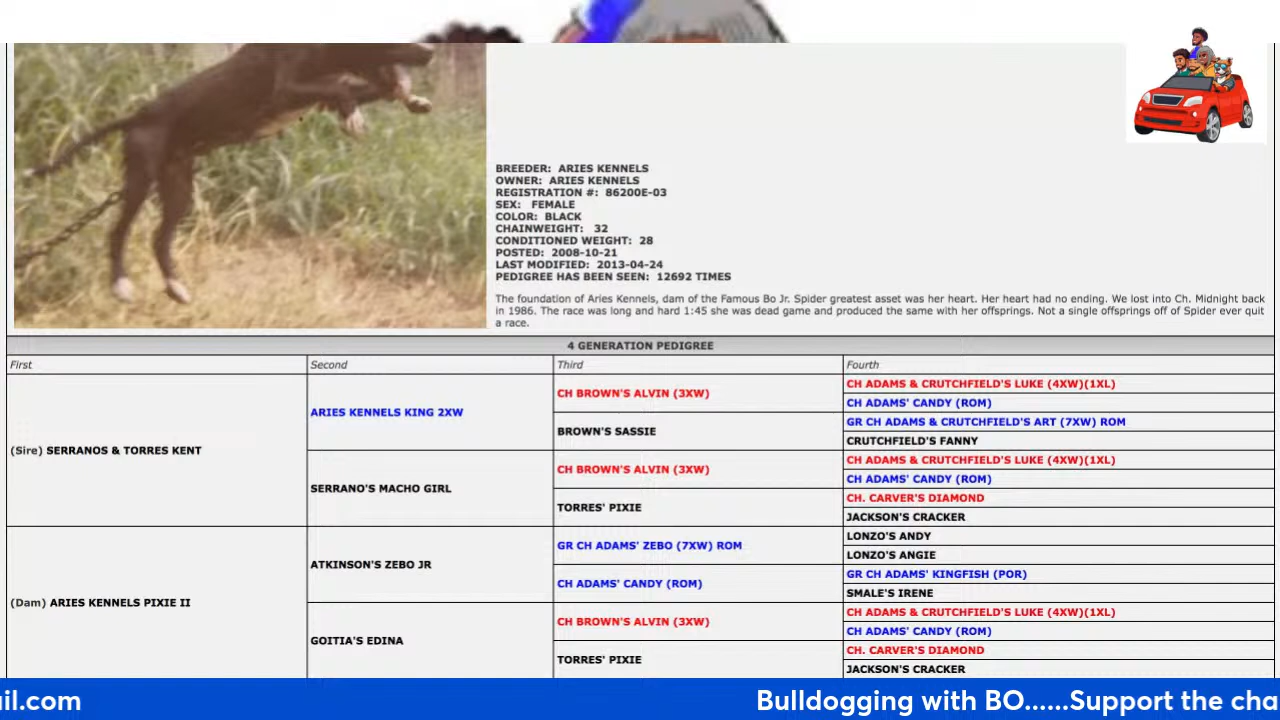 BREEDER: ARIES KENNELS
OWNER: ARIES KENNELS
REGISTRATION #: 86200E-03
SEX: FEMALE
COLOR: BLACK
CHAINWEIGHT: 32
CONDITIONED WEIGHT: 28
POSTED: 2008-10-21
LAST MODIFIED: 2013-04-24
PEDIGREE HAS BEEN SEEN: 12692 TIMES
The foundation of Aries Kennels, dam of the Famous Bo Jr. Spider greatest asset was her heart. Her heart had no ending. We lost into Ch. Midnight back
in 1986. The race was long and hard 1:45 she was dead game and produced the same with her offsprings. Not a single offsprings off of Spider ever quit
a race.
4 GENERATION PEDIGREE
First Second Third Fourth
(Sire) SERRANOS & TORRES KENT
ARIES KENNELS KING 2XW
CH BROWN'S ALVIN (3XW)
CH ADAMS & CRUTCHFIELD'S LUKE (4XW)(1XL)
CH ADAMS' CANDY (ROM)
BROWN'S SASSIE
GR CH ADAMS & CRUTCHFIELD'S ART (7XW) ROM
CRUTCHFIELD'S FANNY
SERRANO'S MACHO GIRL
CH BROWN'S ALVIN (3XW)
CH ADAMS & CRUTCHFIELD'S LUKE (4XW)(1XL)
CH ADAMS' CANDY (ROM)
TORRES' PIXIE
CH. CARVER'S DIAMOND
JACKSON'S CRACKER
(Dam) ARIES KENNELS PIXIE II
ATKINSON'S ZEBO JR
GR CH ADAMS' ZEBO (7XW) ROM
LONZO'S ANDY
LONZO'S ANGIE
CH ADAMS' CANDY (ROM)
GR CH ADAMS' KINGFISH (POR)
SMALE'S IRENE
GOITIA'S EDINA
CH BROWN'S ALVIN (3XW)
CH ADAMS & CRUTCHFIELD'S LUKE (4XW)(1XL)
CH ADAMS' CANDY (ROM)
TORRES' PIXIE
CH. CARVER'S DIAMOND
JACKSON'S CRACKER
il.com Bulldogging with BO......Support the cha